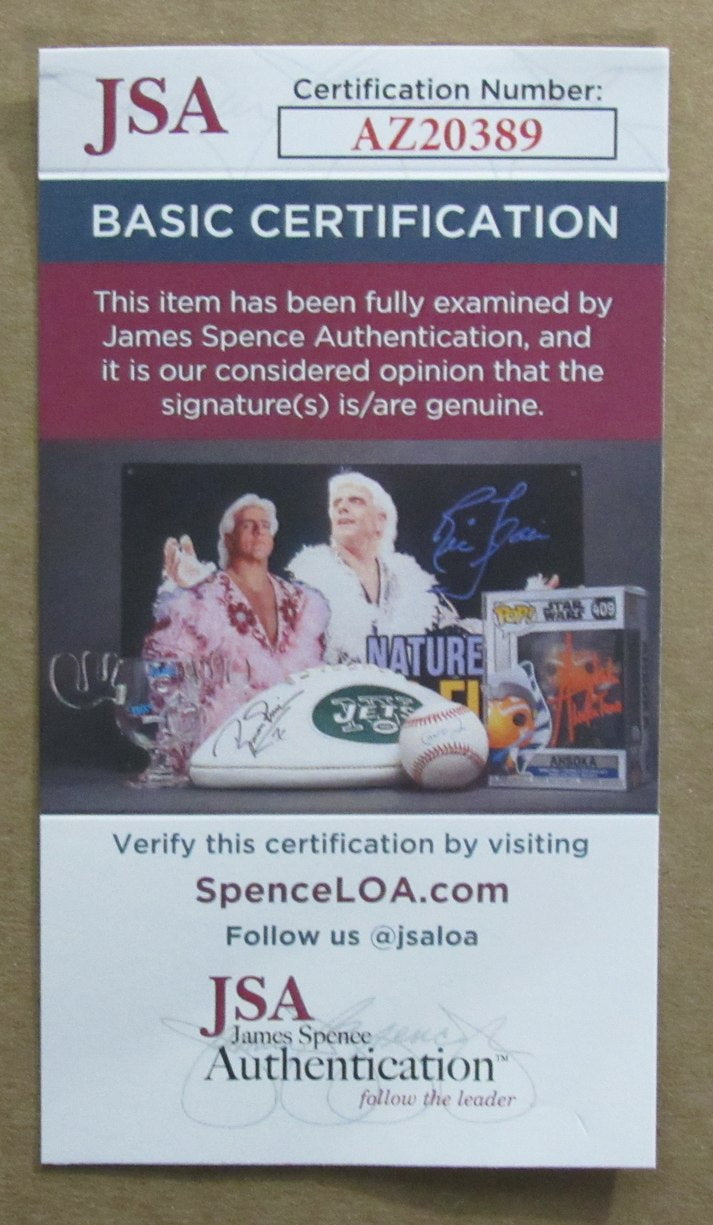 JSA
Certification Number:
AZ20389
BASIC CERTIFICATION
This item has been fully examined by
James Spence Authentication, and
it is our considered opinion that the
signature(s) is/are genuine.
Ric Flair
NATURE
JETS
POP!
STAR
WARS
409
AHSOKA
Verify this certification by visiting
SpenceLOA.com
Follow us @jsaloa
JSA
James Spence
Authentication™
follow the leader